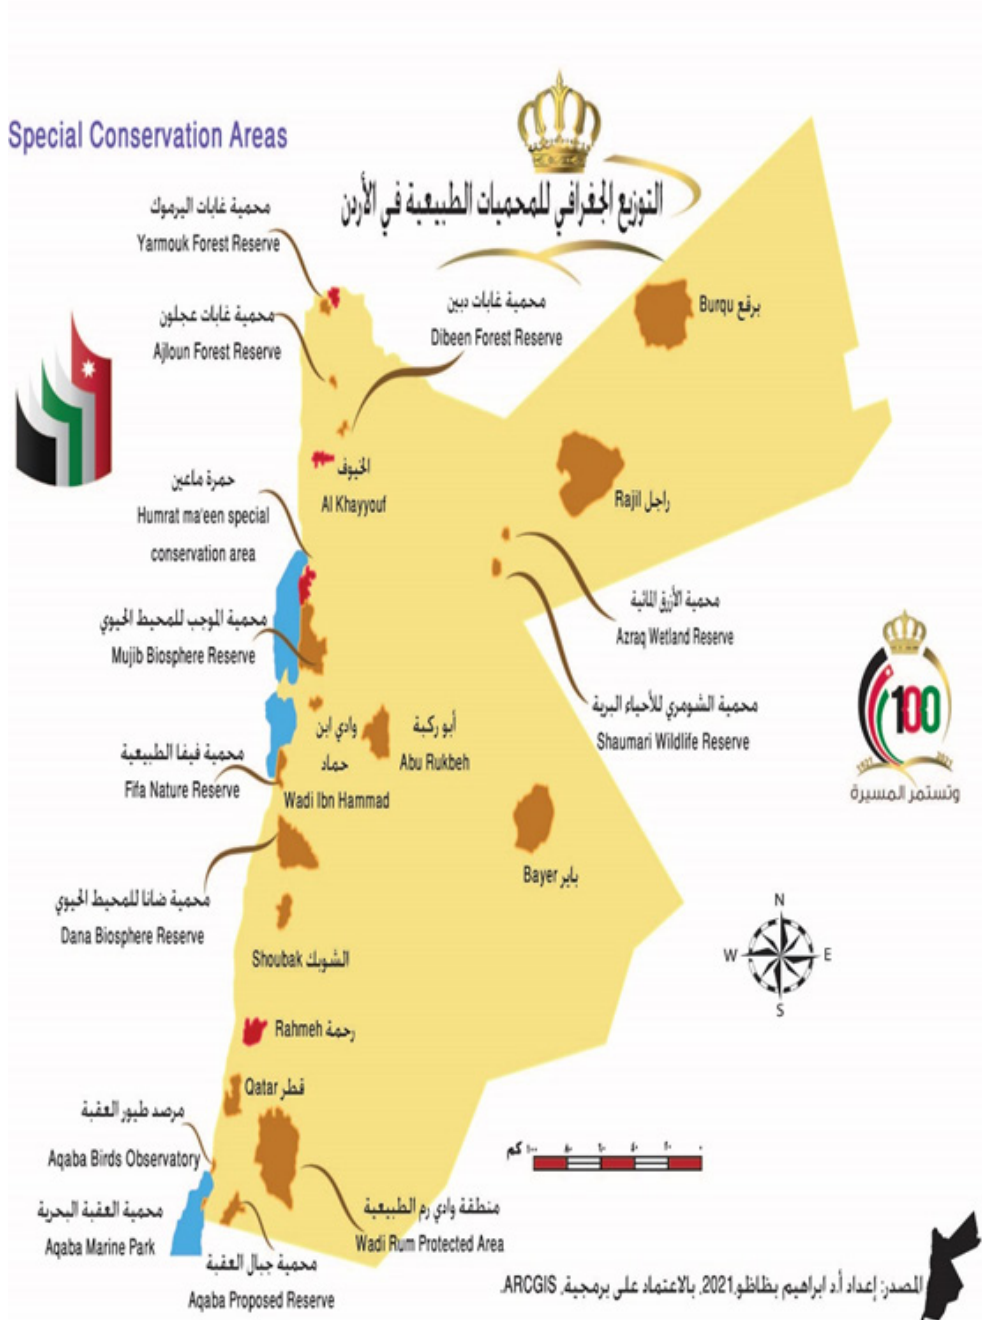 Special Conservation Areas
التوزيع الجغرافي للمحميات الطبيعية في الأردن
محمية غابات اليرموك
Yarmouk Forest Reserve
محمية غابات عجلون
Ajloun Forest Reserve
محمية غابات دبين
Dibeen Forest Reserve
Burqu برقع
حمرة ماعين
Humrat ma'een special
conservation area
الخيوف
Al Khayyouf
Rajil راجل
محمية الأزرق المائية
Azraq Wetland Reserve
محمية الموجب للمحيط الحيوي
Mujib Biosphere Reserve
محمية الشومري للأحياء البرية
Shaumari Wildlife Reserve
وادي ابن
حماد
Wadi Ibn Hammad
أبو ركبة
Abu Rukbeh
محمية فيفا الطبيعية
Fifa Nature Reserve
100
وتستمر المسيرة
Bayer باير
محمية ضانا للمحيط الحيوي
Dana Biosphere Reserve
Shoubak الشوبك
N
W
E
S
Rahmeh رحمة
Qatar قطر
مرصد طيور العقبة
Aqaba Birds Observatory
محمية العقبة البحرية
Aqaba Marine Park
كم ١٠٠ ٨٠ ٦٠ ٤٠ ٢٠ ٠
منطقة وادي رم الطبيعية
Wadi Rum Protected Area
محمية جبال العقبة
Aqaba Proposed Reserve
المصدر: إعداد أ.د ابراهيم بظاظو,2021, بالاعتماد على برمجية, ARCGIS.